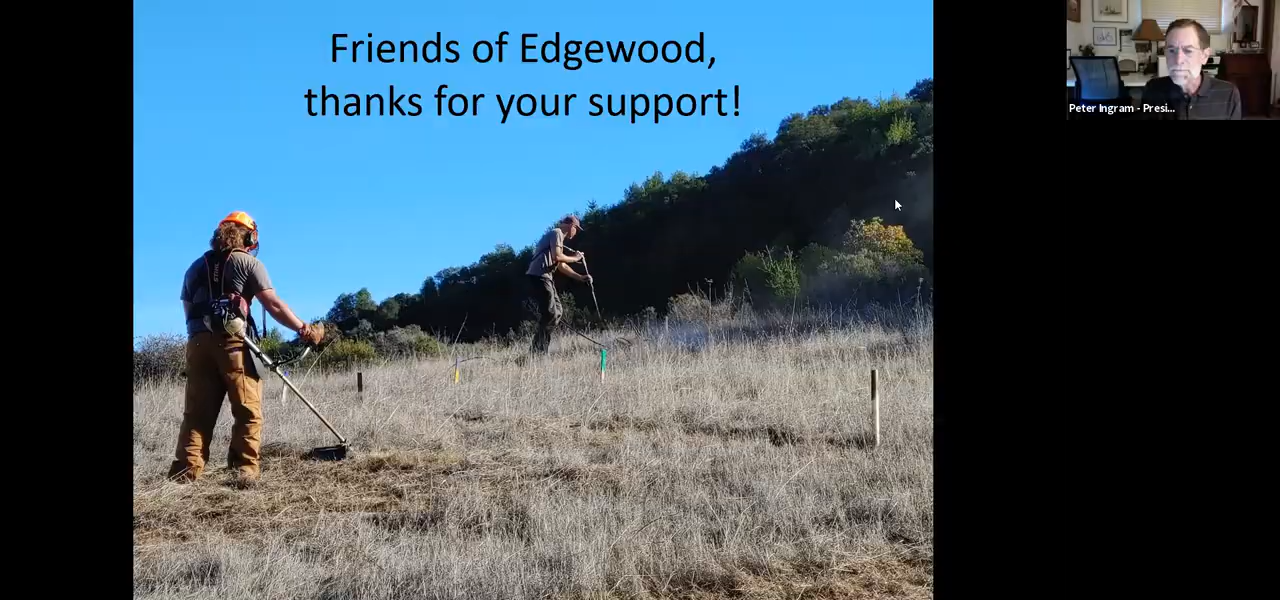 Friends of Edgewood,
thanks for your support!
Peter Ingram - Presi...